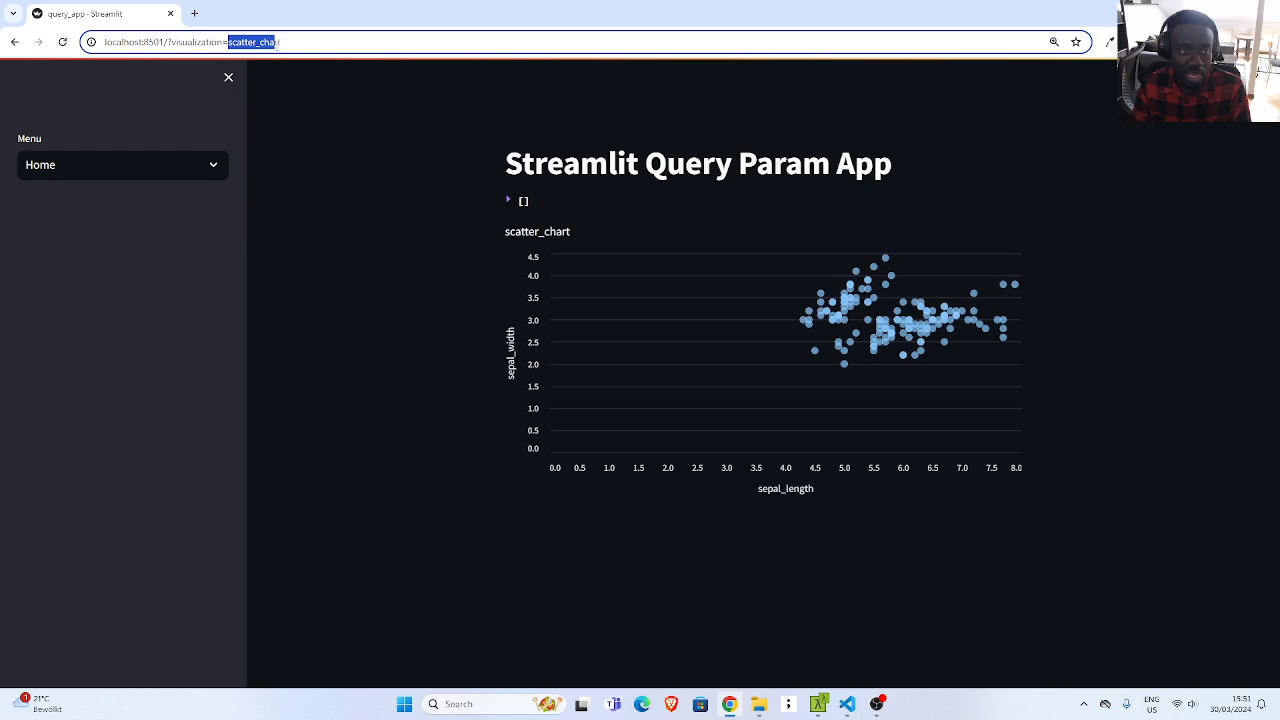 query_app - Streamlit
localhost:8501/?visualization=scatter_chart
Menu
Home
Streamlit Query Param App
[]
scatter_chart
4.5
4.0
3.5
3.0
2.5
2.0
1.5
1.0
0.5
0.0
sepal_width
0.0 0.5 1.0 1.5 2.0 2.5 3.0 3.5 4.0 4.5 5.0 5.5 6.0 6.5 7.0 7.5 8.0
sepal_length
1
21°C
Bewölkt
Search
ENG
US
15:51
30/03/2024